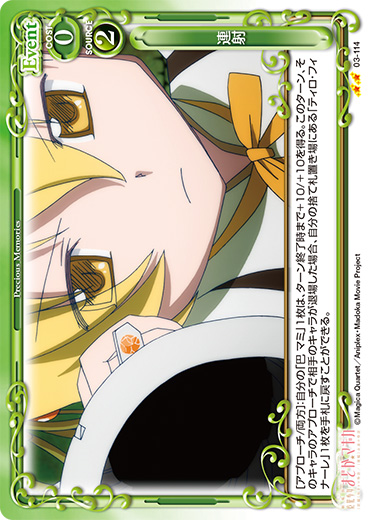 Event
COST
0
SOURCE
2
連射
03-114
Precious Memories
[アプローチ/両方]:自分の「巴 マミ」1枚は、ターン終了時まで+10/+10を得る。このターン、そ
のキャラのアプローチで相手のキャラが退場した場合、自分の捨て札置き場にある「ティロ・フィ
ナーレ」1枚を手札に戻すことができる。
©Magica Quartet／Aniplex・Madoka Movie Project